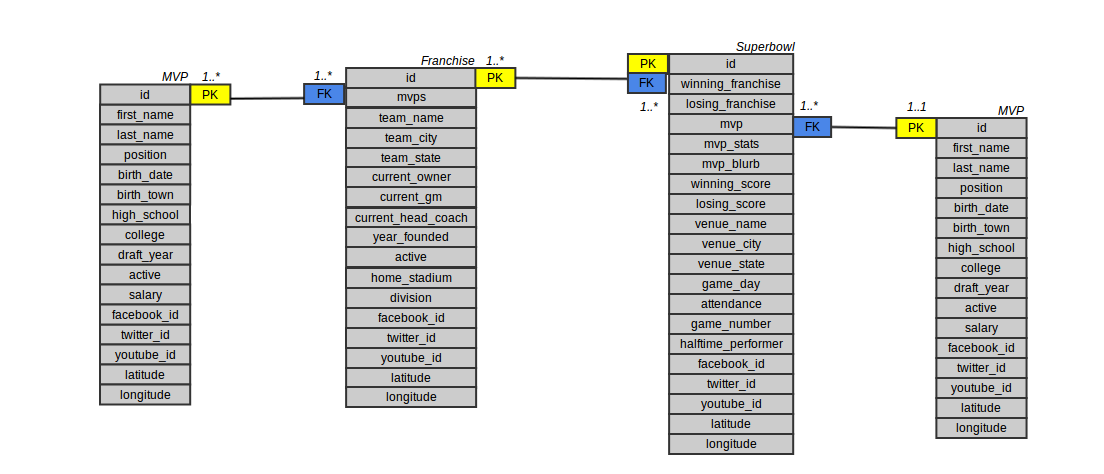 MVP 1..*
id PK
first_name
last_name
position
birth_date
birth_town
high_school
college
draft_year
active
salary
facebook_id
twitter_id
youtube_id
latitude
longitude
Franchise 1..*
1..* id PK
FK mvps
team_name
team_city
team_state
current_owner
current_gm
current_head_coach
year_founded
active
home_stadium
division
facebook_id
twitter_id
youtube_id
latitude
longitude
Superbowl
PK id
FK winning_franchise
1..* losing_franchise 1..*
mvp FK
mvp_stats
mvp_blurb
winning_score
losing_score
venue_name
venue_city
venue_state
game_day
attendance
game_number
halftime_performer
facebook_id
twitter_id
youtube_id
latitude
longitude
1..1 MVP
PK id
first_name
last_name
position
birth_date
birth_town
high_school
college
draft_year
active
salary
facebook_id
twitter_id
youtube_id
latitude
longitude